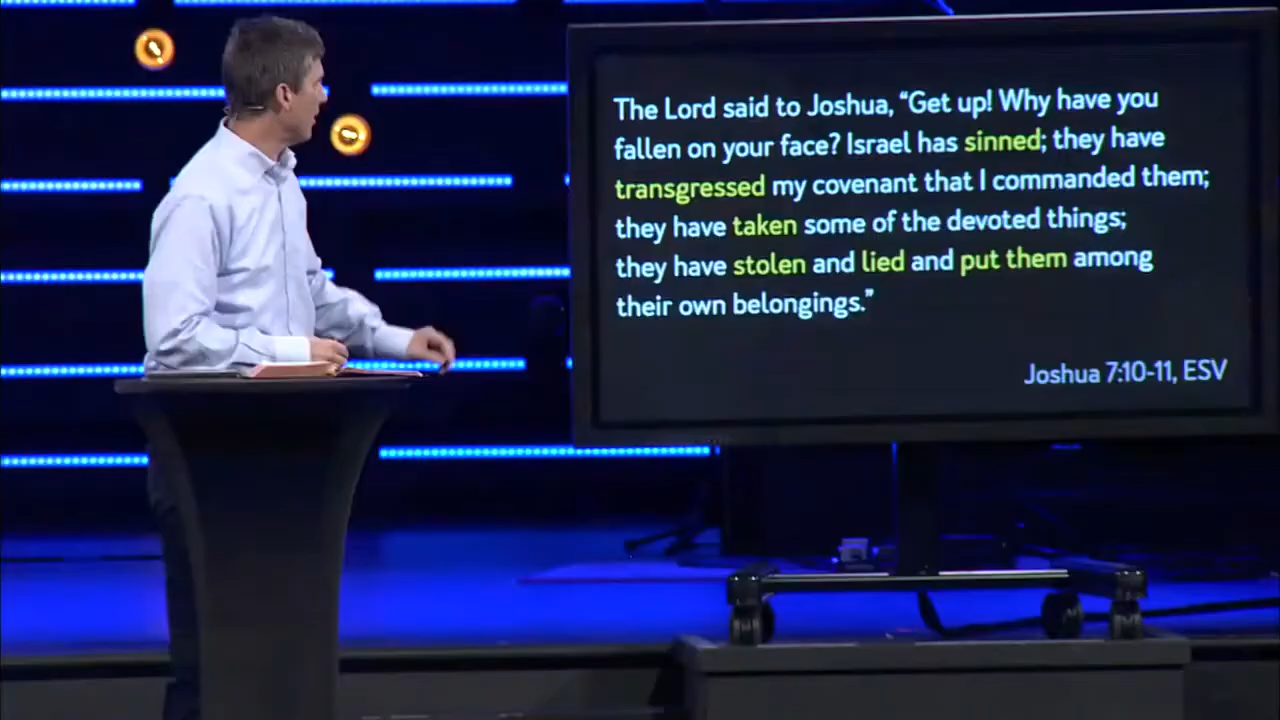 The Lord said to Joshua, “Get up! Why have you
fallen on your face? Israel has sinned; they have
transgressed my covenant that I commanded them;
they have taken some of the devoted things;
they have stolen and lied and put them among
their own belongings.”
Joshua 7:10-11, ESV